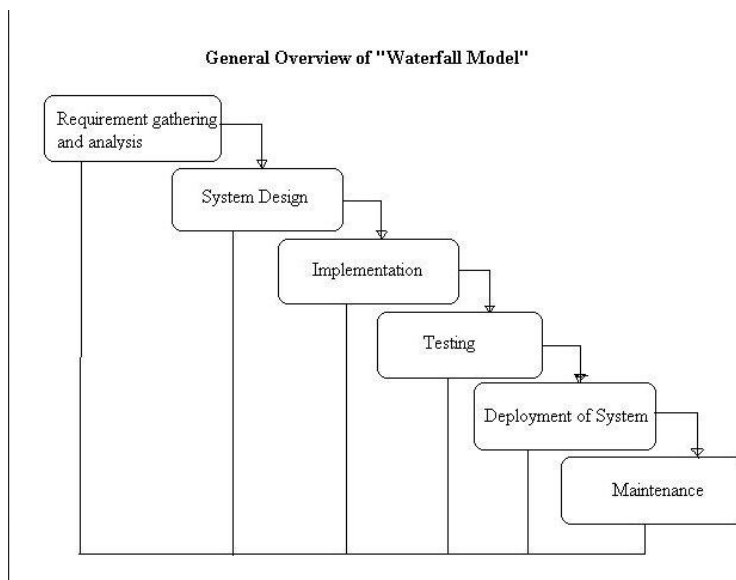 General Overview of "Waterfall Model"
Requirement gathering
and analysis
System Design
Implementation
Testing
Deployment of System
Maintenance